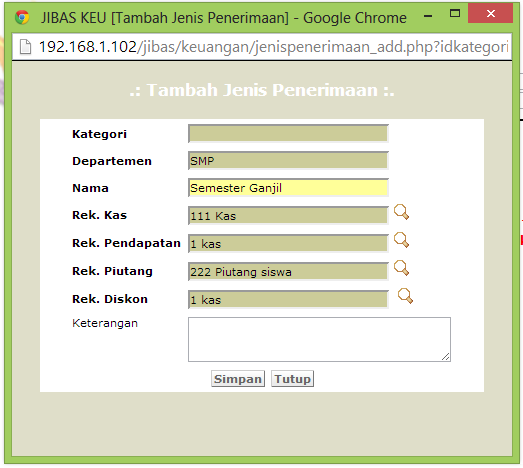 JIBAS KEU [Tambah Jenis Penerimaan] - Google Chrome
192.168.1.102/jibas/keuangan/jenispenerimaan_add.php?idkategori
.: Tambah Jenis Penerimaan :.
Kategori
Departemen SMP
Nama Semester Ganjil
Rek. Kas 111 Kas
Rek. Pendapatan 1 kas
Rek. Piutang 222 Piutang siswa
Rek. Diskon 1 kas
Keterangan
Simpan Tutup